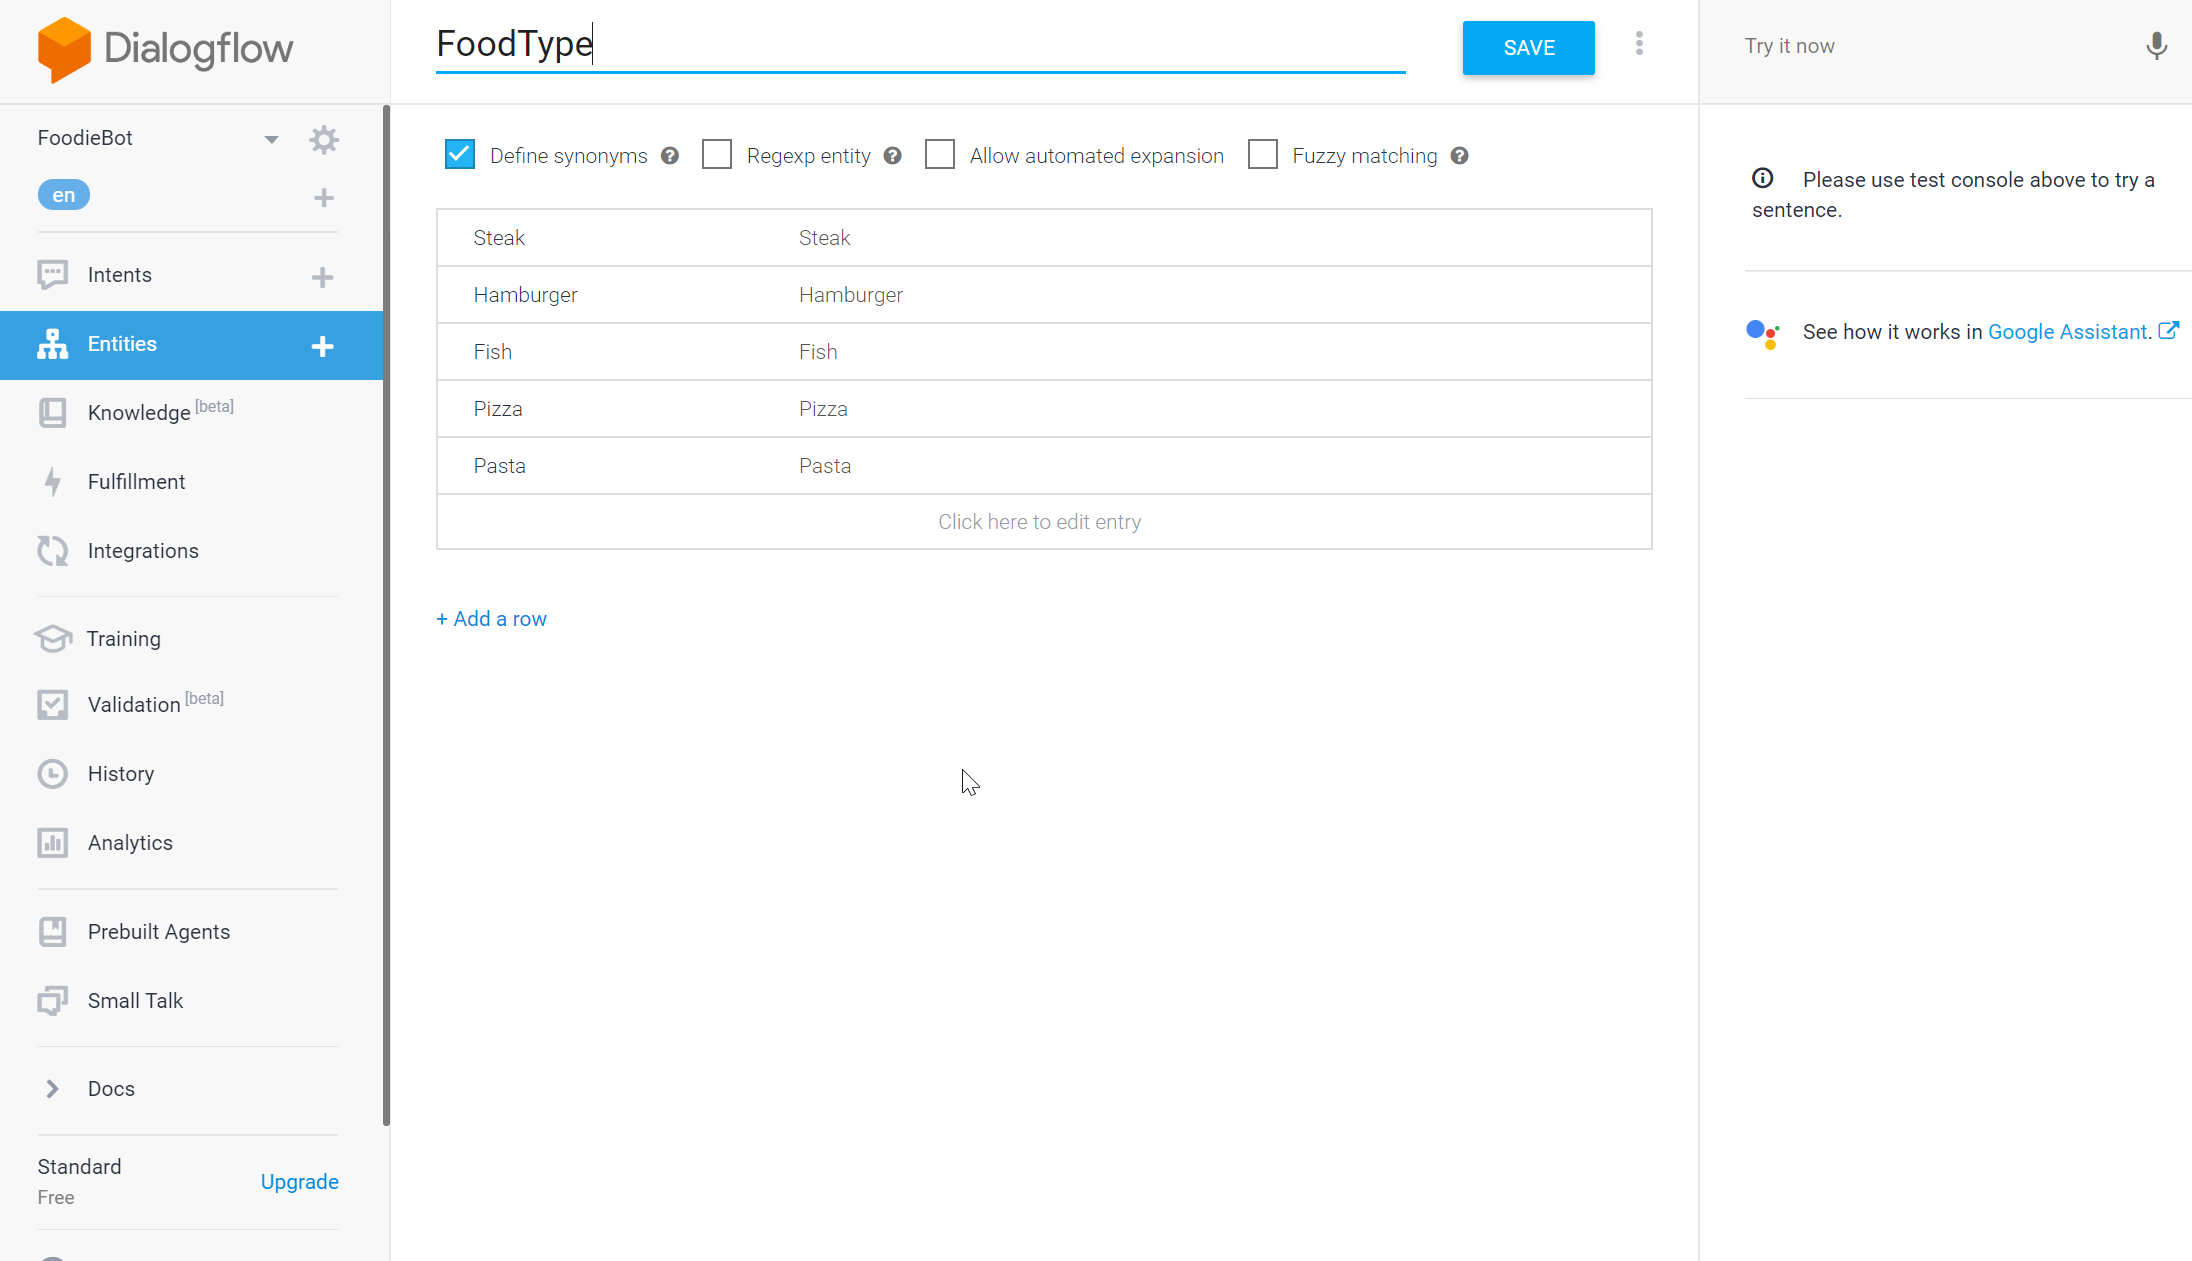 Dialogflow
FoodieBot
en
Intents
Entities
Knowledge [beta]
Fulfillment
Integrations
Training
Validation [beta]
History
Analytics
Prebuilt Agents
Small Talk
Docs
Standard
Free
Upgrade
FoodType
SAVE
Define synonyms
Regexp entity
Allow automated expansion
Fuzzy matching
Steak Steak
Hamburger Hamburger
Fish Fish
Pizza Pizza
Pasta Pasta
Click here to edit entry
+ Add a row
Try it now
Please use test console above to try a
sentence.
See how it works in Google Assistant.